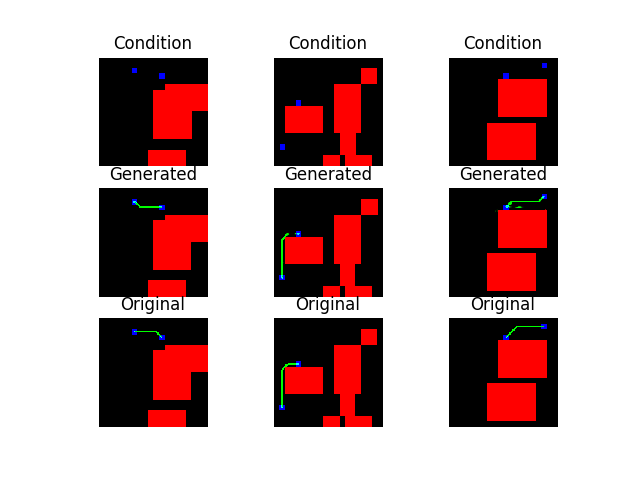 Condition Condition Condition
Generated Generated Generated
Original Original Original